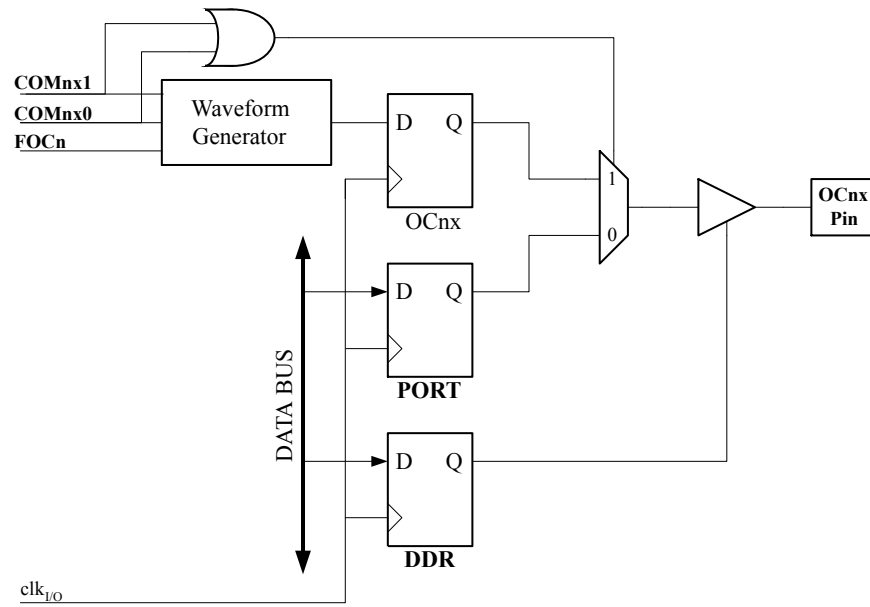 COMnx1
COMnx0
FOCn
Waveform
Generator
D Q
OCnx
1
0
OCnx
Pin
D Q
PORT
DATA BUS
D Q
DDR
clkI/O